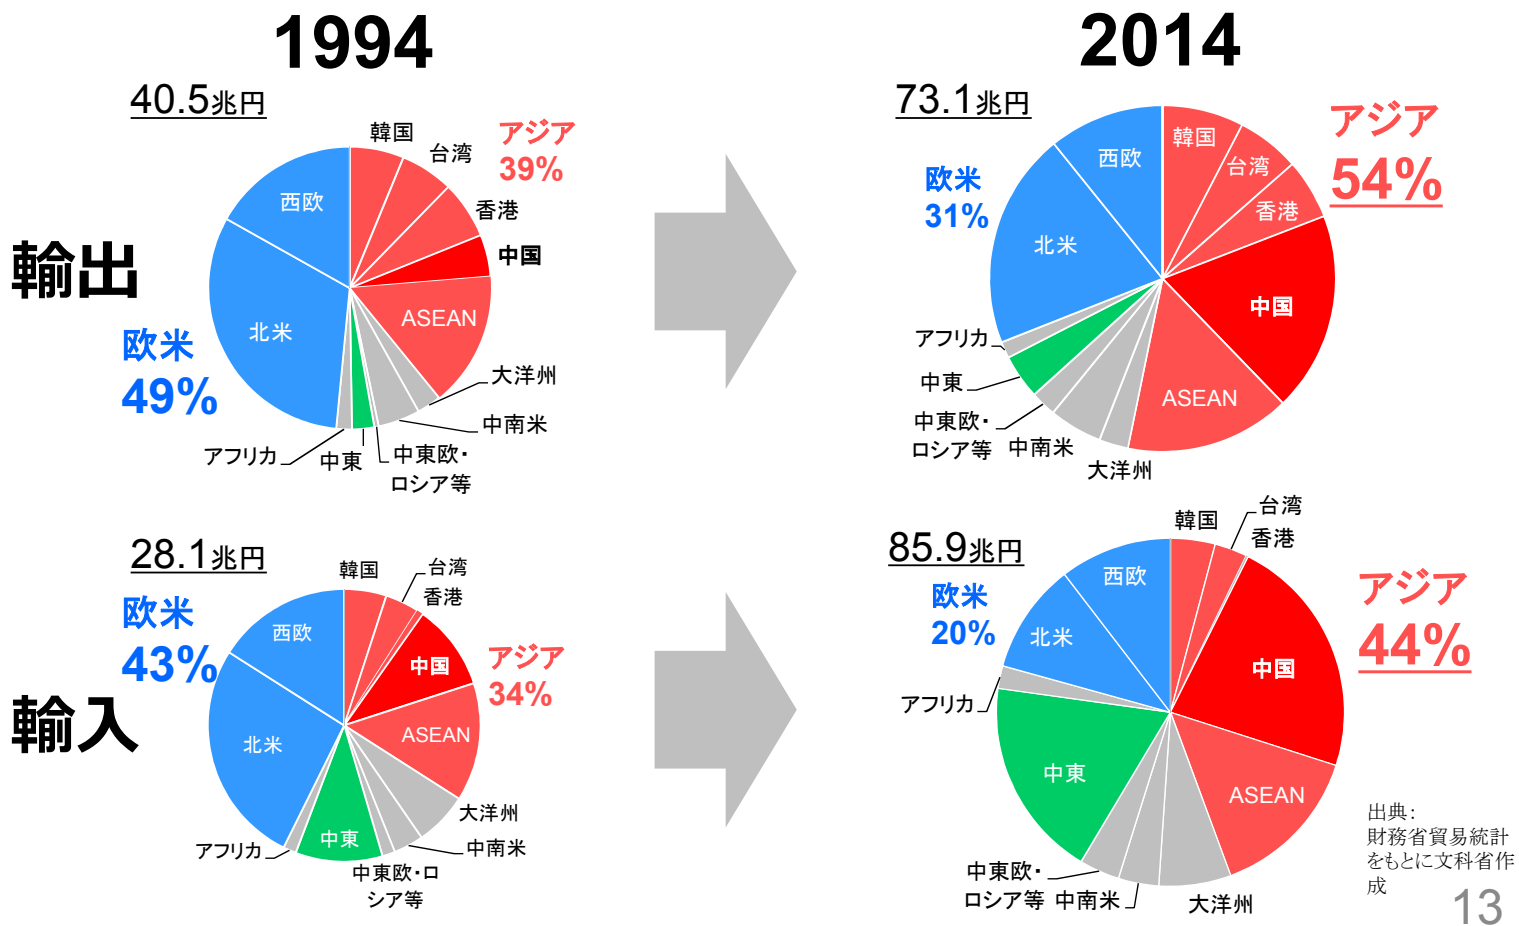 1994
2014
輸出
40.5兆円
韓国
台湾
アジア
39%
香港
中国
ASEAN
大洋州
中南米
中東欧・
ロシア等
中東
アフリカ
北米
西欧
欧米
49%
73.1兆円
韓国
台湾
香港
アジア
54%
中国
ASEAN
大洋州
中南米
中東欧・
ロシア等
中東
アフリカ
北米
西欧
欧米
31%
輸入
28.1兆円
韓国
台湾
香港
中国
アジア
34%
ASEAN
大洋州
中南米
中東欧・ロ
シア等
中東
アフリカ
北米
西欧
欧米
43%
85.9兆円
韓国
台湾
香港
中国
アジア
44%
ASEAN
大洋州
中南米
中東欧・
ロシア等
中東
アフリカ
北米
西欧
欧米
20%
出典：
財務省貿易統計
をもとに文科省作
成
13